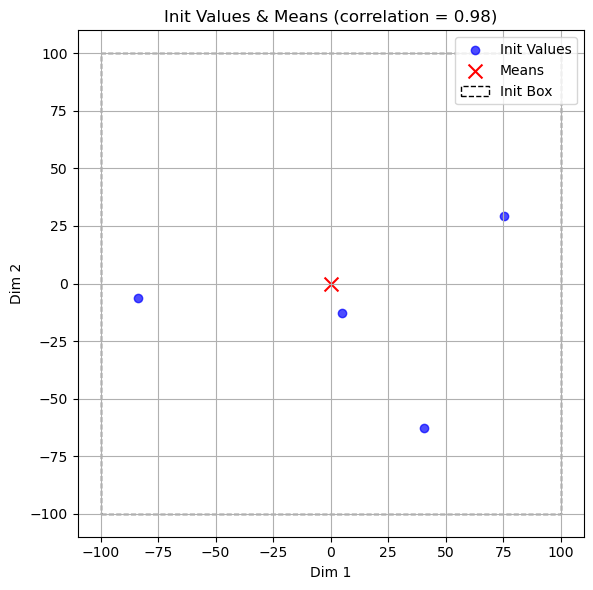 Init Values & Means (correlation = 0.98)
Init Values
Means
Init Box
100
75
50
25
0
−25
−50
−75
−100
Dim 2
−100 −75 −50 −25 0 25 50 75 100
Dim 1